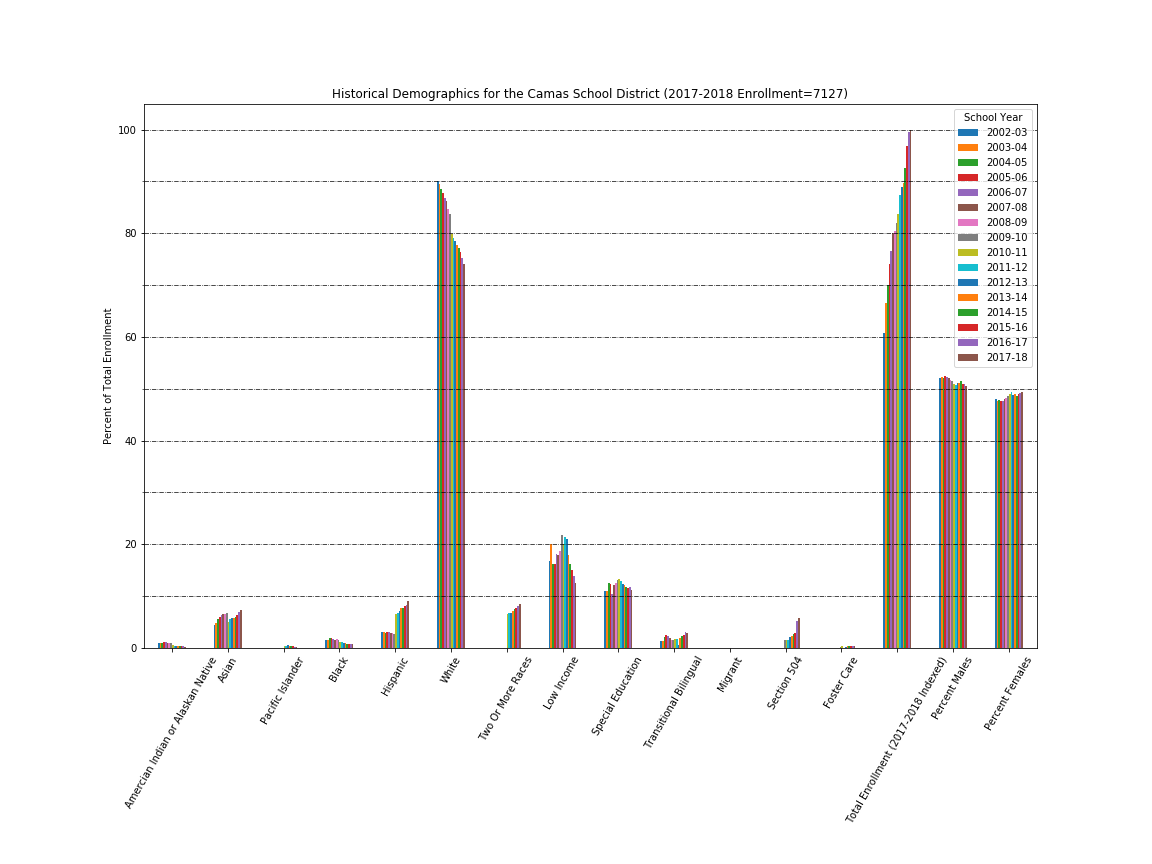 Historical Demographics for the Camas School District (2017-2018 Enrollment=7127)
Percent of Total Enrollment
100
80
60
40
20
0
School Year
2002-03
2003-04
2004-05
2005-06
2006-07
2007-08
2008-09
2009-10
2010-11
2011-12
2012-13
2013-14
2014-15
2015-16
2016-17
2017-18
Amercian Indian or Alaskan Native
Asian
Pacific Islander
Black
Hispanic
White
Two Or More Races
Low Income
Special Education
Transitional Bilingual
Migrant
Section 504
Foster Care
Total Enrollment (2017-2018 Indexed)
Percent Males
Percent Females